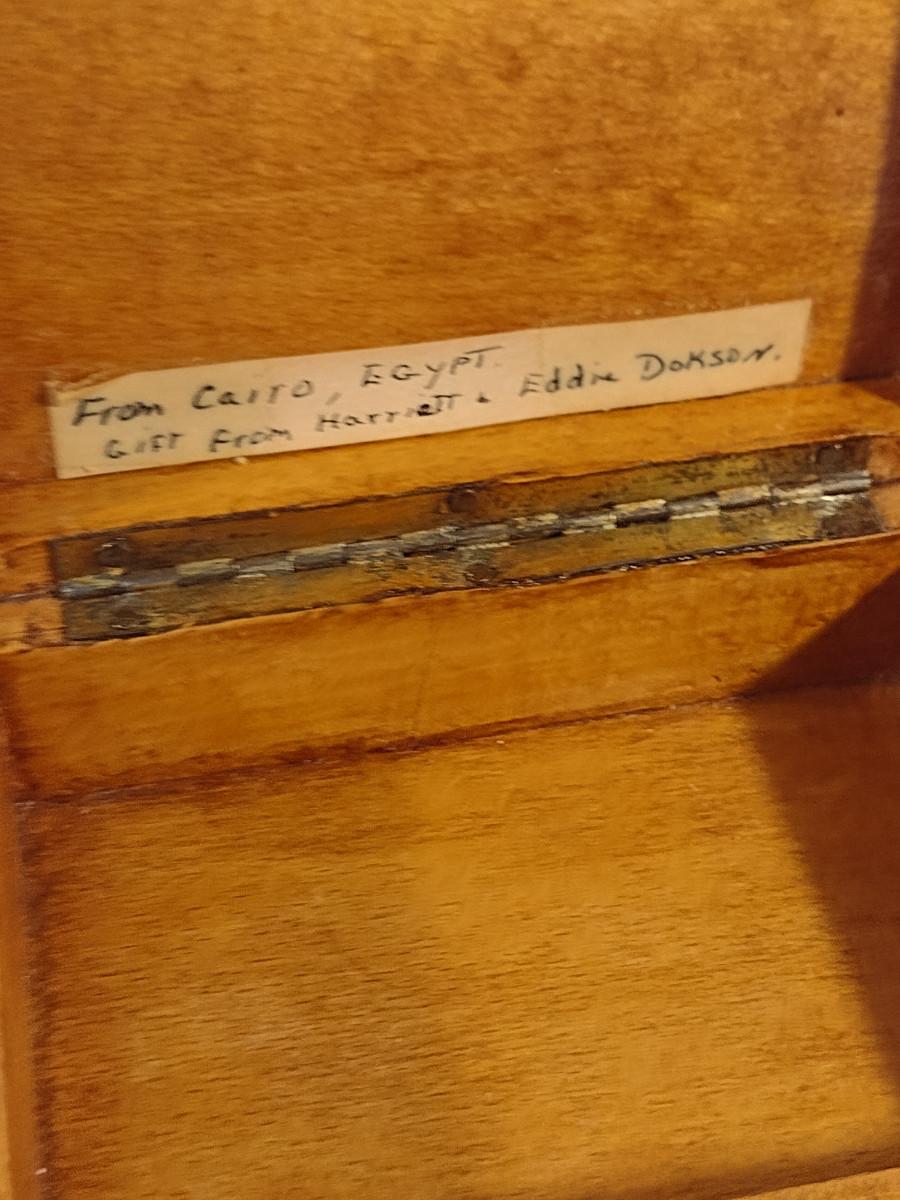 From Cairo, EGYPT.
GIFT From Harriett & Eddie DOKSON.